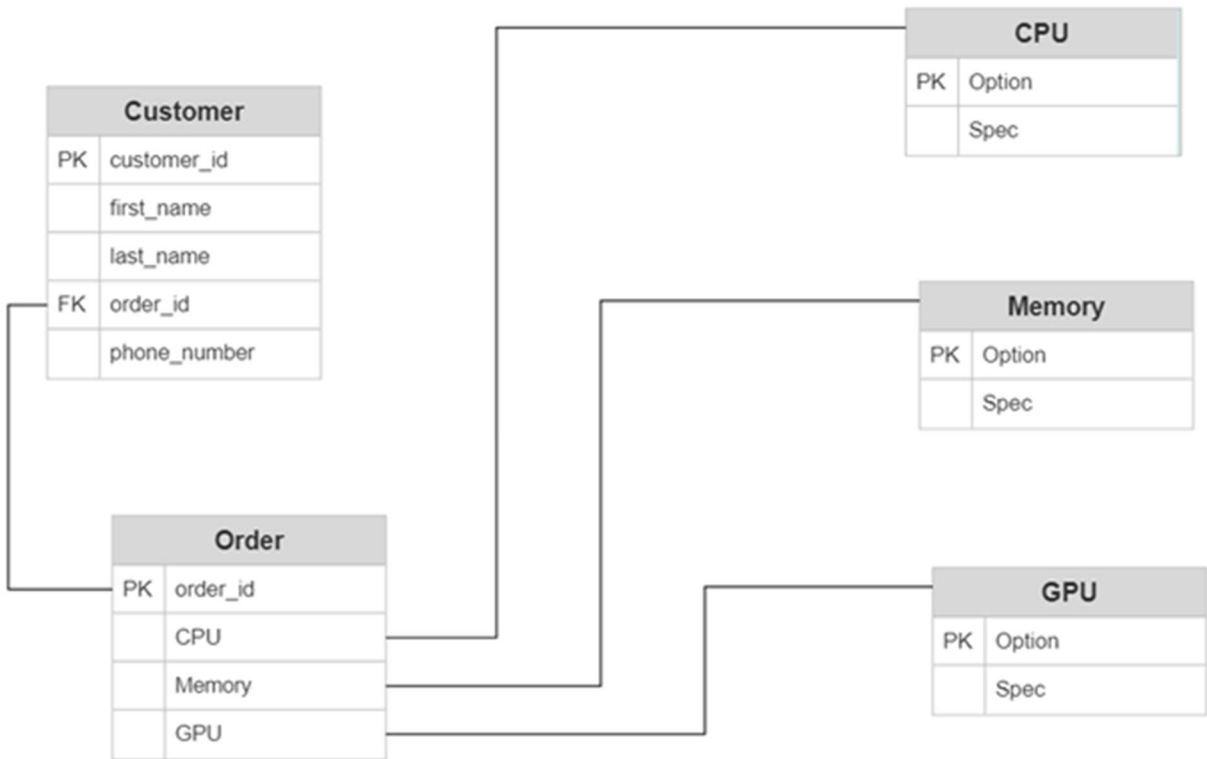 Customer
PK customer_id
first_name
last_name
FK order_id
phone_number
Order
PK order_id
CPU
Memory
GPU
CPU
PK Option
Spec
Memory
PK Option
Spec
GPU
PK Option
Spec